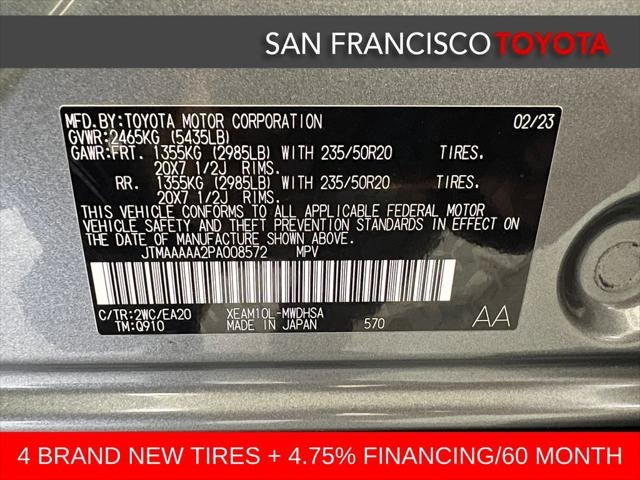 SAN FRANCISCO TOYOTA
MFD.BY:TOYOTA MOTOR CORPORATION 02/23
GVWR:2465KG (5435LB)
GAWR:FRT. 1355KG (2985LB) WITH 235/50R20 TIRES.
20X7 1/2J RIMS.
RR. 1355KG (2985LB) WITH 235/50R20 TIRES.
20X7 1/2J RIMS.
THIS VEHICLE CONFORMS TO ALL APPLICABLE FEDERAL MOTOR
VEHICLE SAFETY AND THEFT PREVENTION STANDARDS IN EFFECT ON
THE DATE OF MANUFACTURE SHOWN ABOVE.
JTMAAAAA2PA008572 MPV
C/TR:2WC/EA20 XEAM10L-MWDHSA
TM:Q910 MADE IN JAPAN 570 AA
4 BRAND NEW TIRES + 4.75% FINANCING/60 MONTH